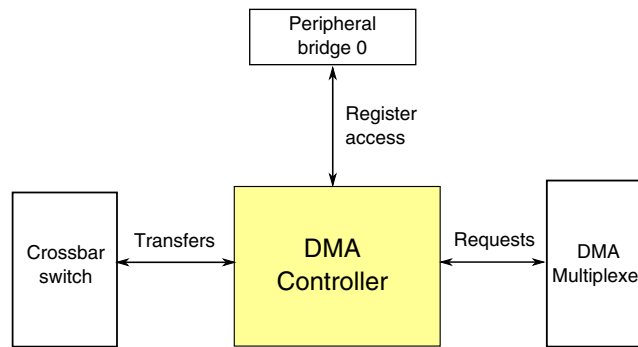 Peripheral
bridge 0
Register
access
Crossbar
switch
Transfers
DMA
Controller
Requests
DMA
Multiplexe